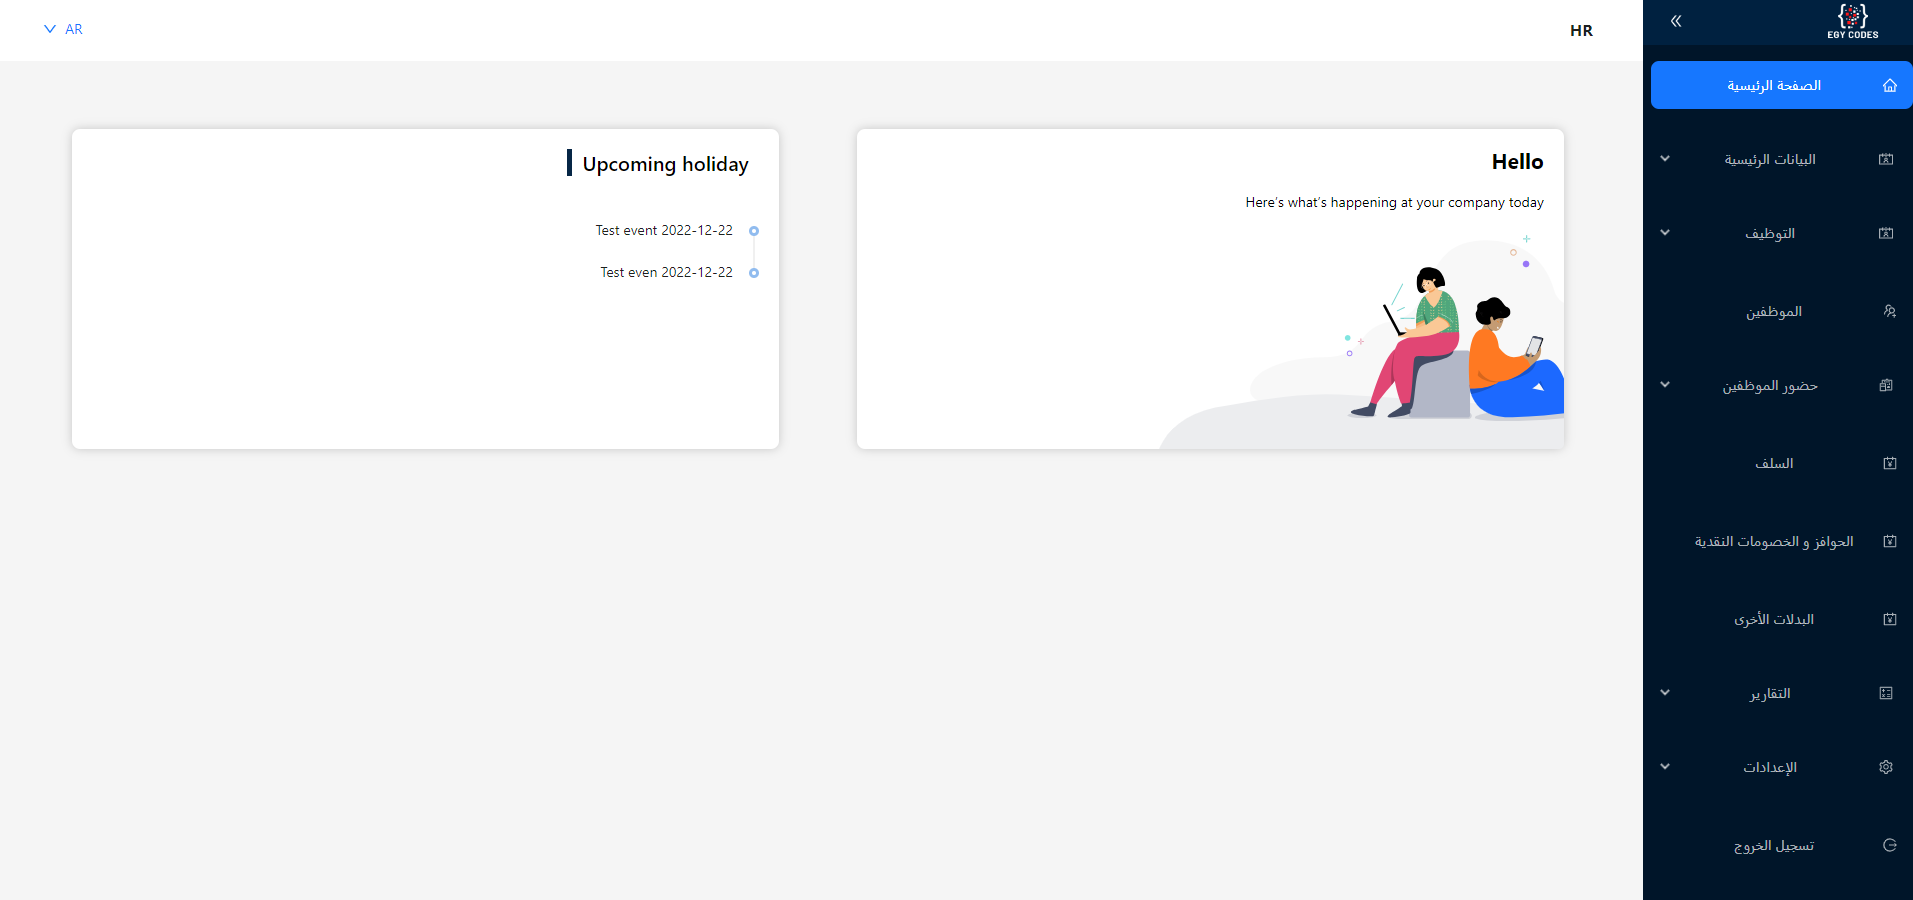 EGY CODES
HR
AR
الصفحة الرئيسية
البيانات الرئيسية
التوظيف
الموظفين
حضور الموظفين
السلف
الحوافز و الخصومات النقدية
البدلات الأخرى
التقارير
الإعدادات
تسجيل الخروج
Hello
Here's what's happening at your company today
Upcoming holiday
Test event 2022-12-22
Test even 2022-12-22